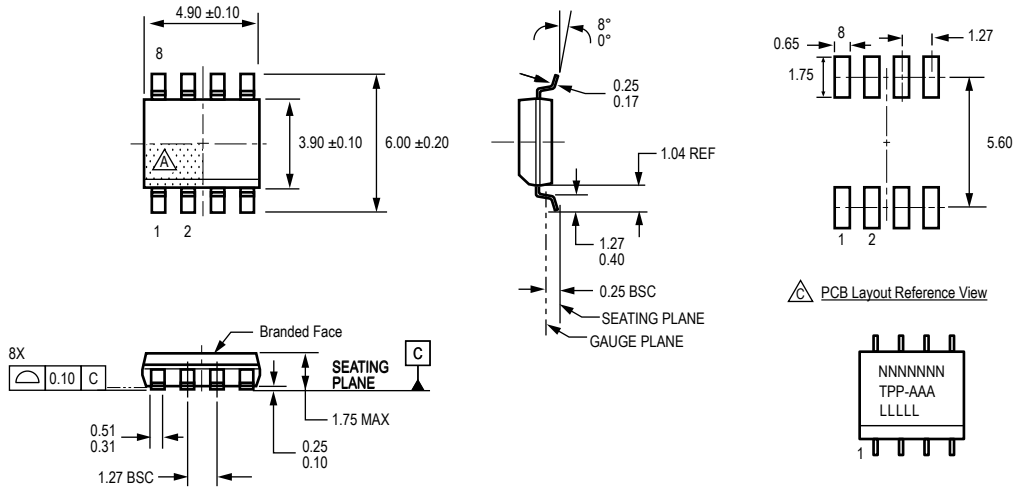 4.90 ±0.10
8
A
3.90 ±0.10
6.00 ±0.20
1 2
8°
0°
0.25
0.17
1.04 REF
1.27
0.40
0.25 BSC
SEATING PLANE
GAUGE PLANE
0.65
8
1.27
1.75
5.60
1 2
C PCB Layout Reference View
Branded Face
8X
0.10 C
SEATING
PLANE
C
1.75 MAX
0.51
0.31
0.25
0.10
1.27 BSC
NNNNNNN
TPP-AAA
LLLLL
1